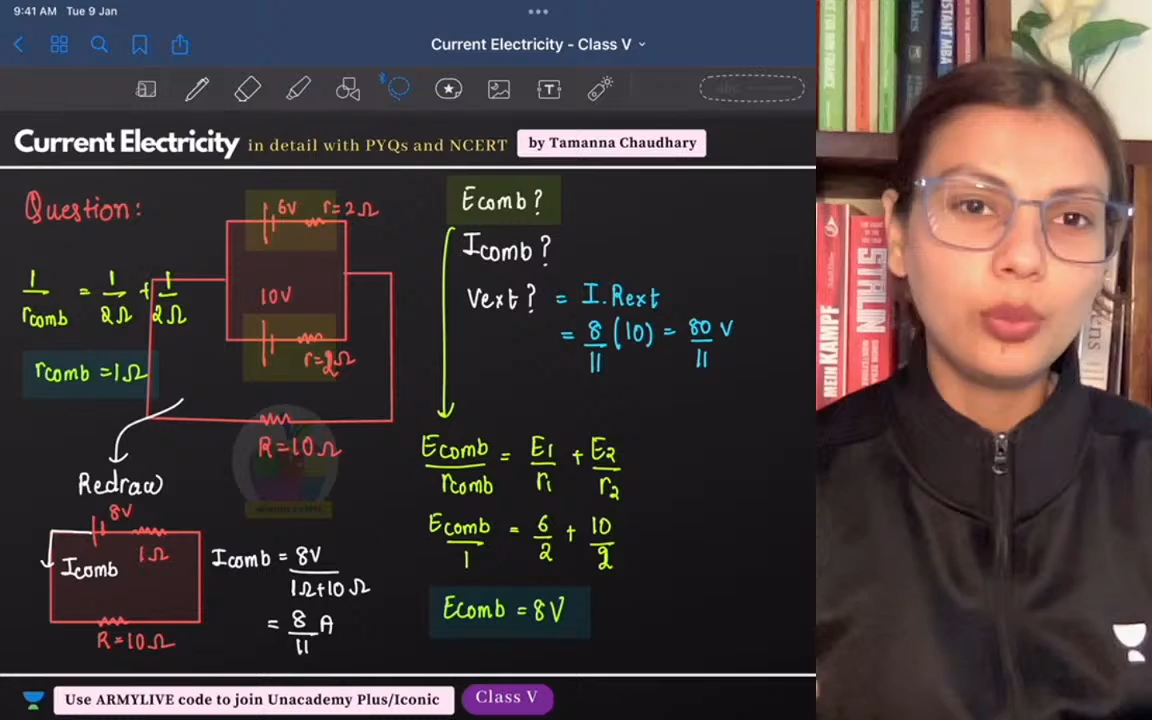 9:41 AM Tue 9 Jan
Current Electricity - Class V
abc
T
Current Electricity in detail with PYQs and NCERT by Tamanna Chaudhary
Question:
6V r=2Ω
10V
r=2Ω
R=10Ω
1/rcomb = 1/2Ω + 1/2Ω
rcomb = 1Ω
Redraw
8V
1Ω
Icomb
R=10Ω
Icomb = 8V/1Ω+10Ω
= 8/11 A
Ecomb?
Icomb?
Vext? = I.Rext
= 8/11 (10) = 80/11 V
Ecomb/rcomb = E1/r1 + E2/r2
Ecomb/1 = 6/2 + 10/2
Ecomb = 8V
Use ARMYLIVE code to join Unacademy Plus/Iconic
Class V
STALIN
MEIN KAMPF